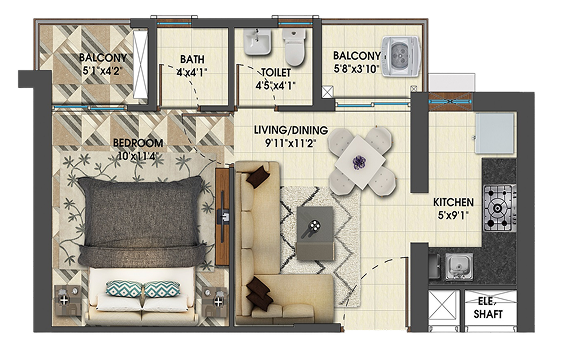 BALCONY
5'1"x4'2"
BATH
4'x4'1"
TOILET
4'5"x4'1"
BALCONY
5'8"x3'10"
BEDROOM
10'x11'4"
LIVING/DINING
9'11"x11'2"
KITCHEN
5'x9'1"
ELE.
SHAFT